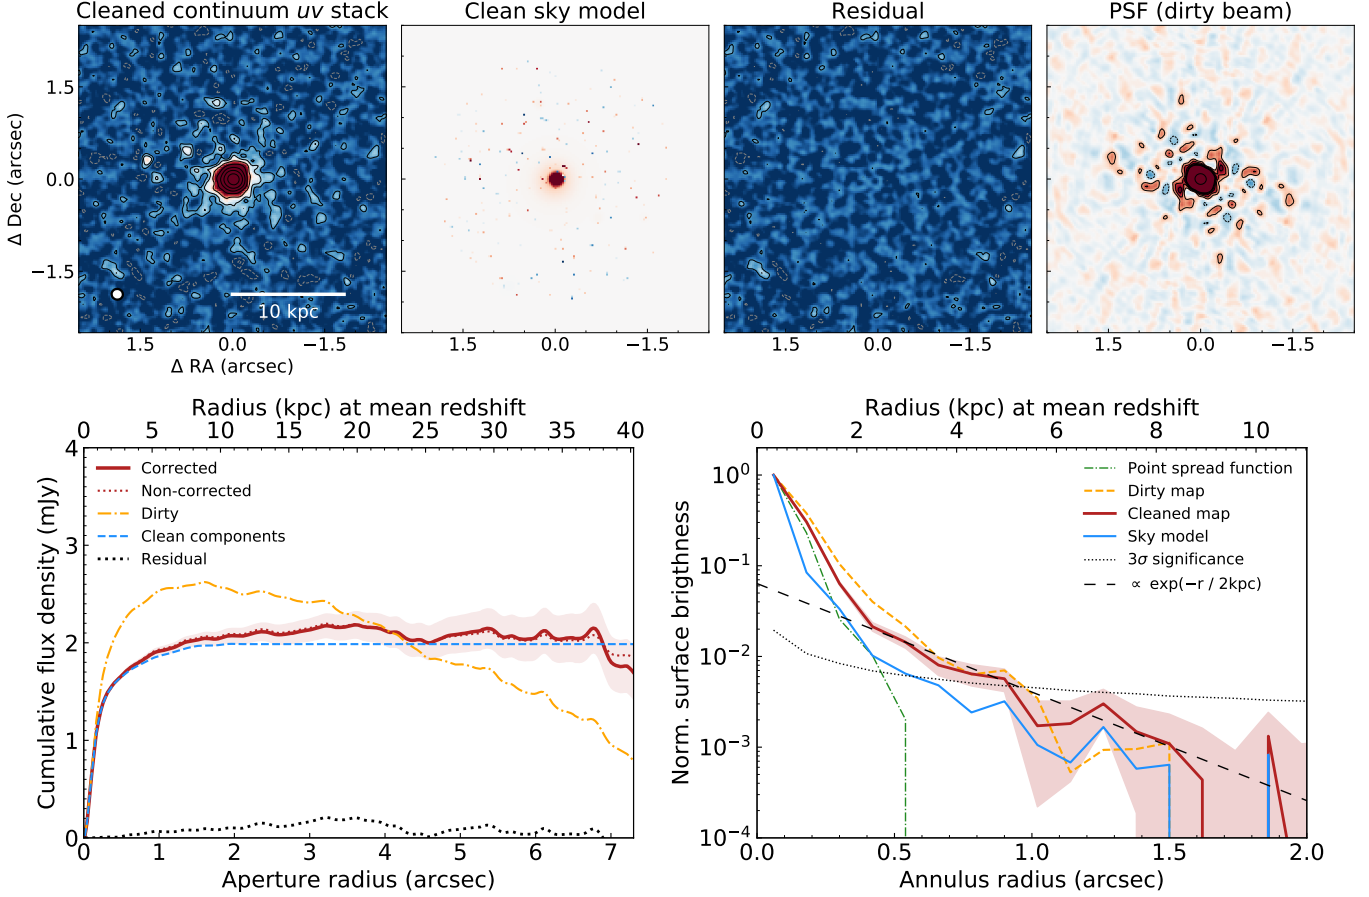 Cleaned continuum uv stack
Clean sky model
Residual
PSF (dirty beam)
Δ Dec (arcsec)
1.5
0.0
−1.5
10 kpc
1.5 0.0 −1.5
1.5 0.0 −1.5
1.5 0.0 −1.5
1.5 0.0 −1.5
Δ RA (arcsec)
Radius (kpc) at mean redshift
0 5 10 15 20 25 30 35 40
Cumulative flux density (mJy)
4
3
2
1
0
Corrected
Non-corrected
Dirty
Clean components
Residual
0 1 2 3 4 5 6 7
Aperture radius (arcsec)
Radius (kpc) at mean redshift
0 2 4 6 8 10
Norm. surface brigthness
10⁰
10⁻¹
10⁻²
10⁻³
10⁻⁴
Point spread function
Dirty map
Cleaned map
Sky model
3σ significance
∝ exp(−r / 2kpc)
0.0 0.5 1.0 1.5 2.0
Annulus radius (arcsec)